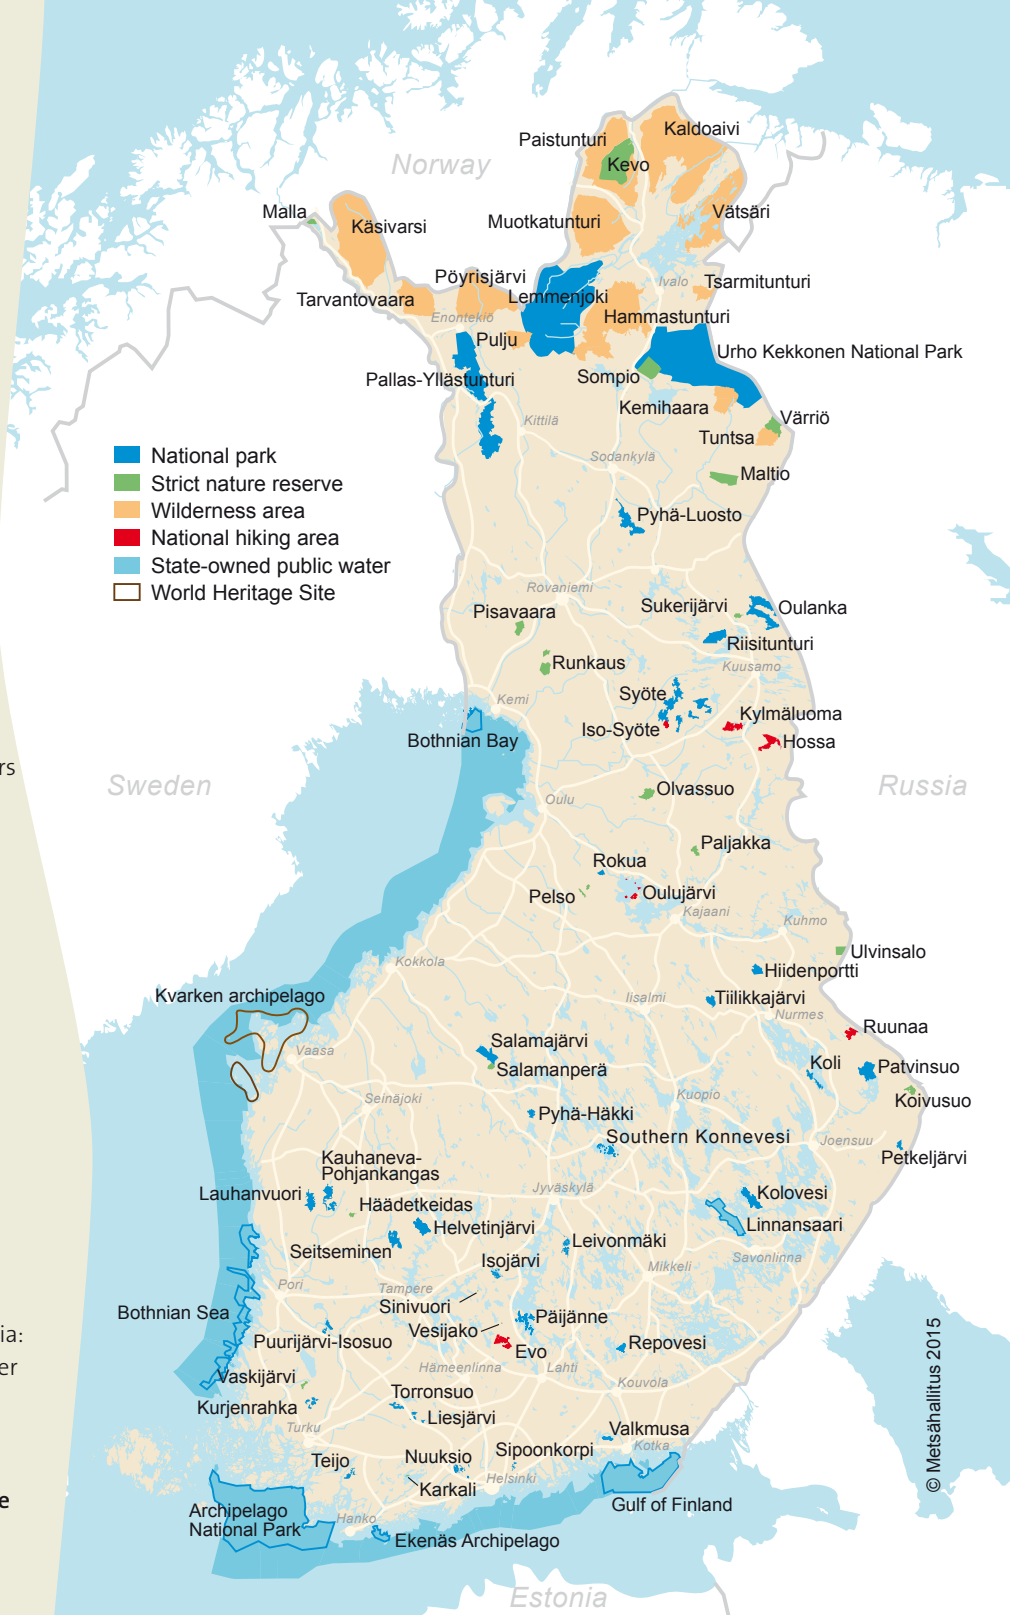 Norway
Paistunturi
Kaldoaivi
Kevo
Malla
Käsivarsi
Muotkatunturi
Vätsäri
Pöyrisjärvi
Ivalo
Tsarmitunturi
Tarvantovaara
Lemmenjoki
Enontekiö
Hammastunturi
Pulju
Urho Kekkonen National Park
Pallas-Yllästunturi
Sompio
Kemihaara
Kittilä
Värriö
Tuntsa
National park
Strict nature reserve
Wilderness area
National hiking area
State-owned public water
World Heritage Site
Sodankylä
Maltio
Pyhä-Luosto
Rovaniemi
Pisavaara
Sukerijärvi
Oulanka
Riisitunturi
Runkaus
Kuusamo
Kemi
Syöte
Iso-Syöte
Kylmäluoma
Hossa
Bothnian Bay
rs
Sweden
Russia
Oulu
Olvassuo
Paljakka
Rokua
Pelso
Oulujärvi
Kajaani
Kuhmo
Ulvinsalo
Kokkola
Hiidenportti
Kvarken archipelago
Iisalmi
Tiilikkajärvi
Nurmes
Ruunaa
Vaasa
Salamajärvi
Salamanperä
Koli
Patvinsuo
Koivusuo
Seinäjoki
Kuopio
Pyhä-Häkki
Southern Konnevesi
Joensuu
Petkeljärvi
Kauhaneva-
Pohjankangas
Lauhanvuori
Jyväskylä
Kolovesi
Häädetkeidas
Helvetinjärvi
Linnansaari
Seitseminen
Leivonmäki
Isojärvi
Savonlinna
Mikkeli
Pori
Tampere
Sinivuori
Bothnian Sea
Päijänne
Vesijako
Puurijärvi-Isosuo
Evo
Repovesi
ia:
er
Hämeenlinna
Lahti
Vaskijärvi
Kouvola
Torronsuo
Kurjenrahka
Liesjärvi
Turku
Valkmusa
Kotka
Teijo
Nuuksio
Sipoonkorpi
Karkali
Helsinki
e
Archipelago
National Park
Hanko
Gulf of Finland
Ekenäs Archipelago
Estonia
© Metsähallitus 2015